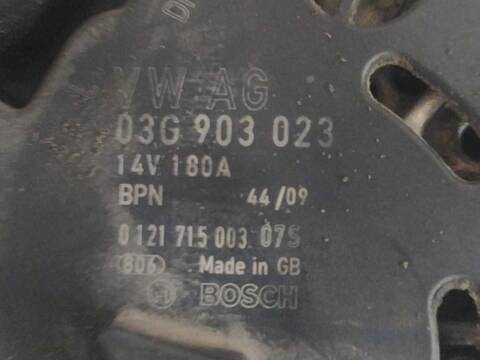 VW AG
03G 903 023
14V 180A
BPN 44/09
0 121 715 003 07S
806 Made in GB
BOSCH